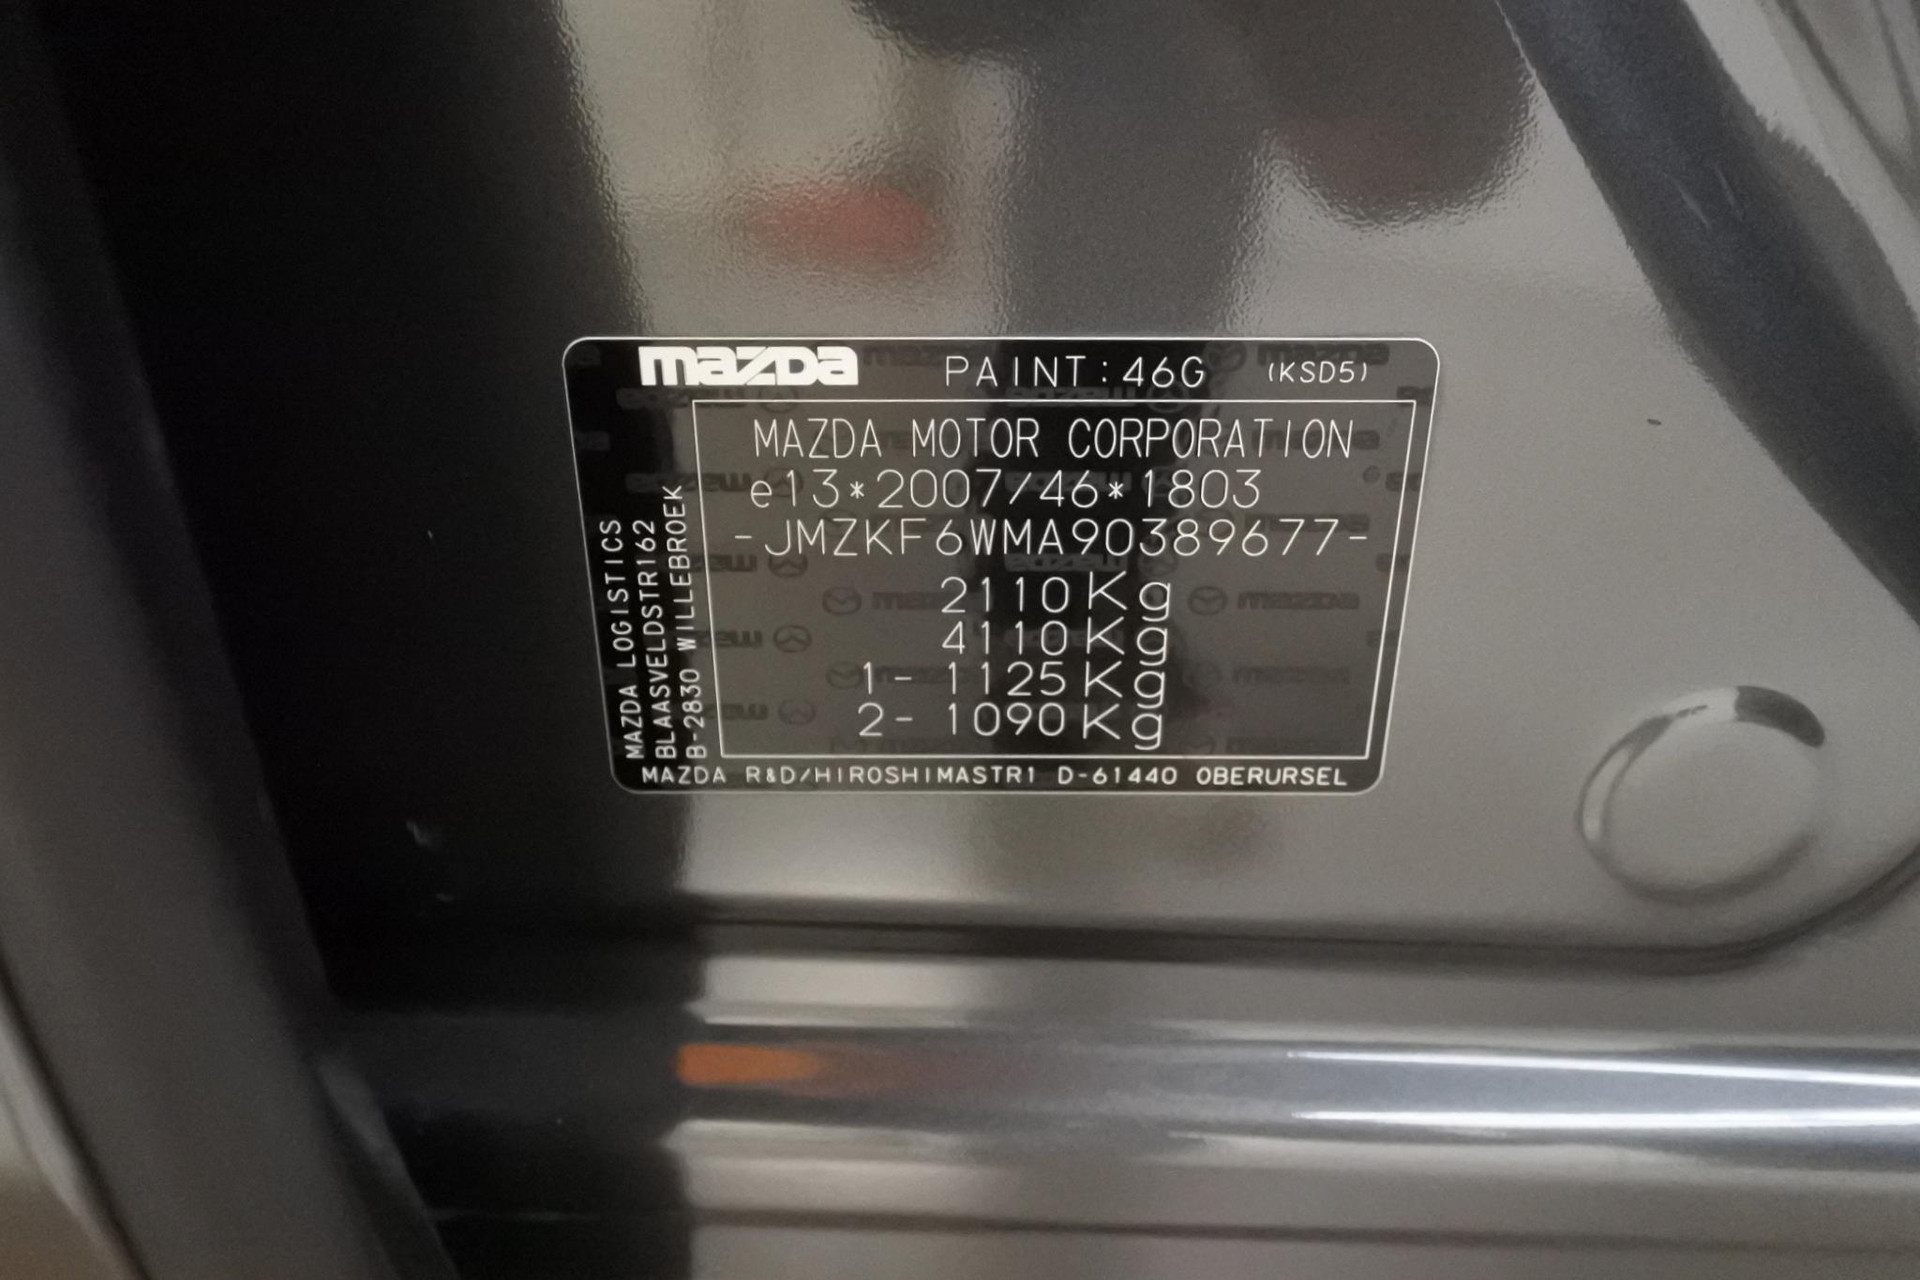 mazda PAINT:46G (KSD5)
MAZDA MOTOR CORPORATION
e13*2007/46*1803
-JMZKF6WMA90389677-
2110Kg
4110Kg
1- 1125Kg
2- 1090Kg
MAZDA LOGISTICS
BLAASVELDSTR162
B-2830 WILLEBROEK
MAZDA R&D/HIROSHIMASTR1 D-61440 OBERURSEL